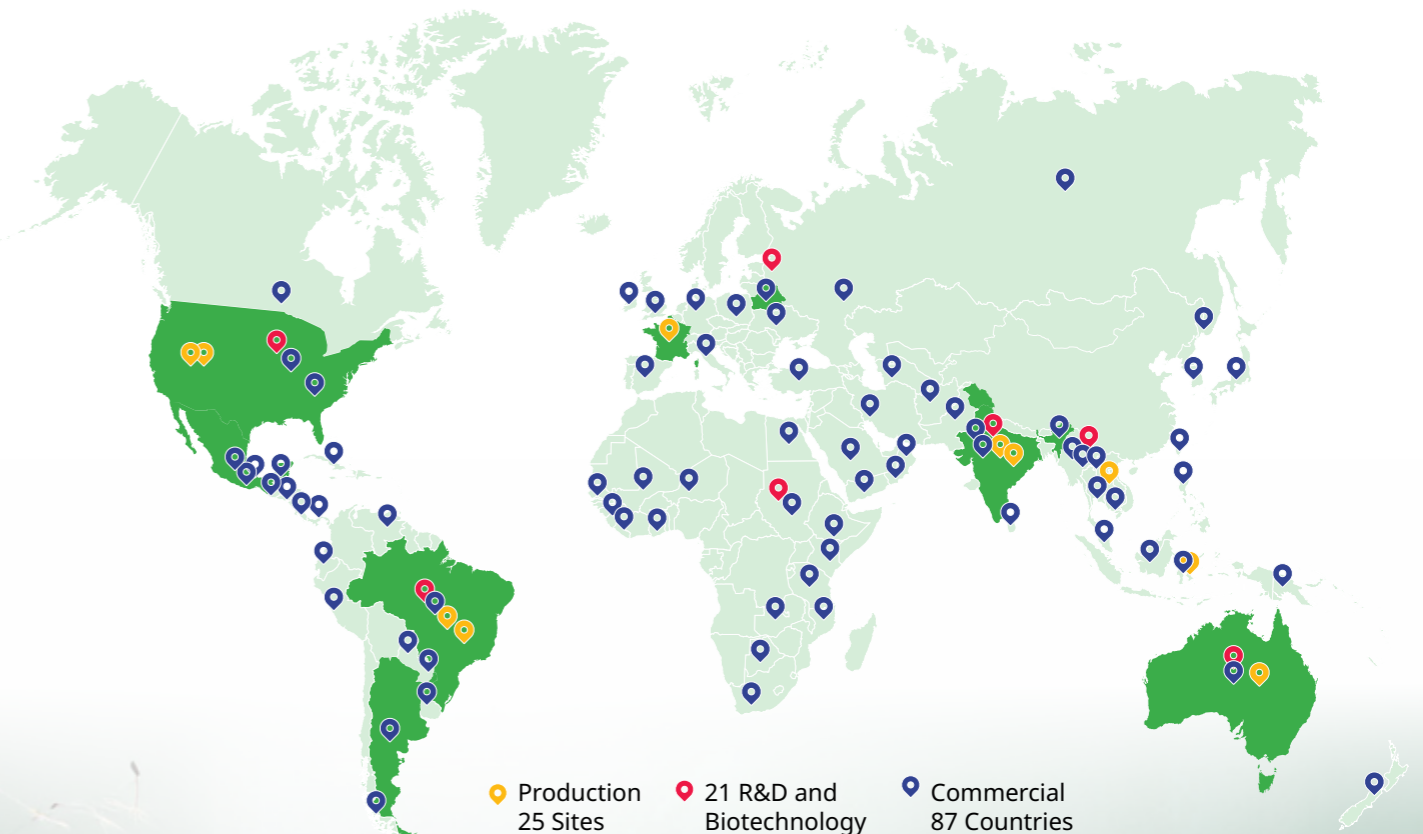 Production
25 Sites
21 R&D and
Biotechnology
Commercial
87 Countries